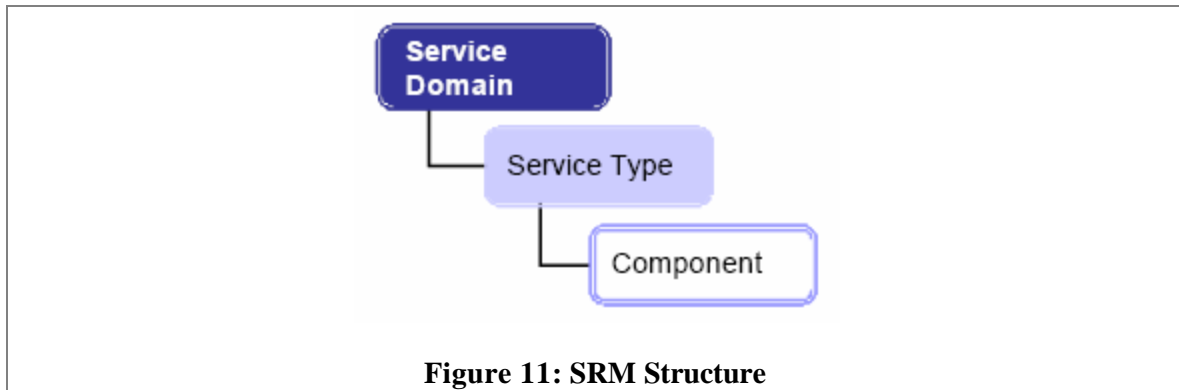 Service
Domain
Service Type
Component
Figure 11: SRM Structure